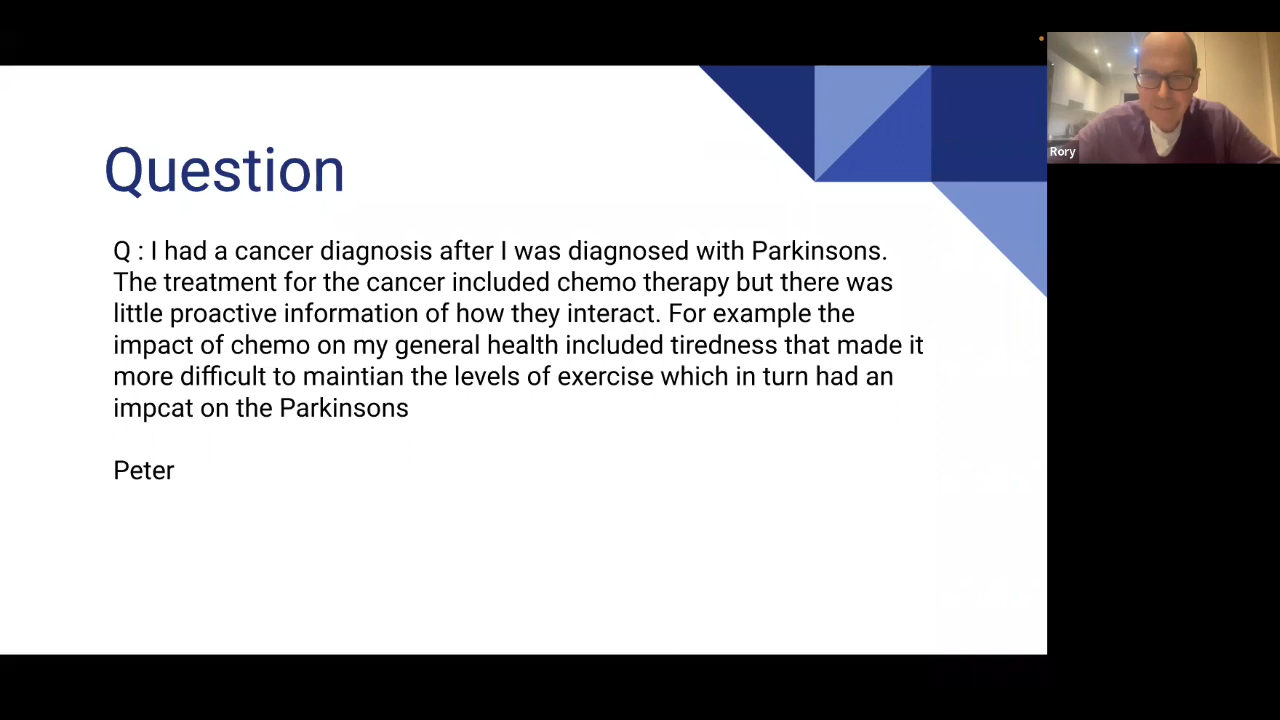 Question
Q : I had a cancer diagnosis after I was diagnosed with Parkinsons.
The treatment for the cancer included chemo therapy but there was
little proactive information of how they interact. For example the
impact of chemo on my general health included tiredness that made it
more difficult to maintian the levels of exercise which in turn had an
impcat on the Parkinsons
Peter
Rory